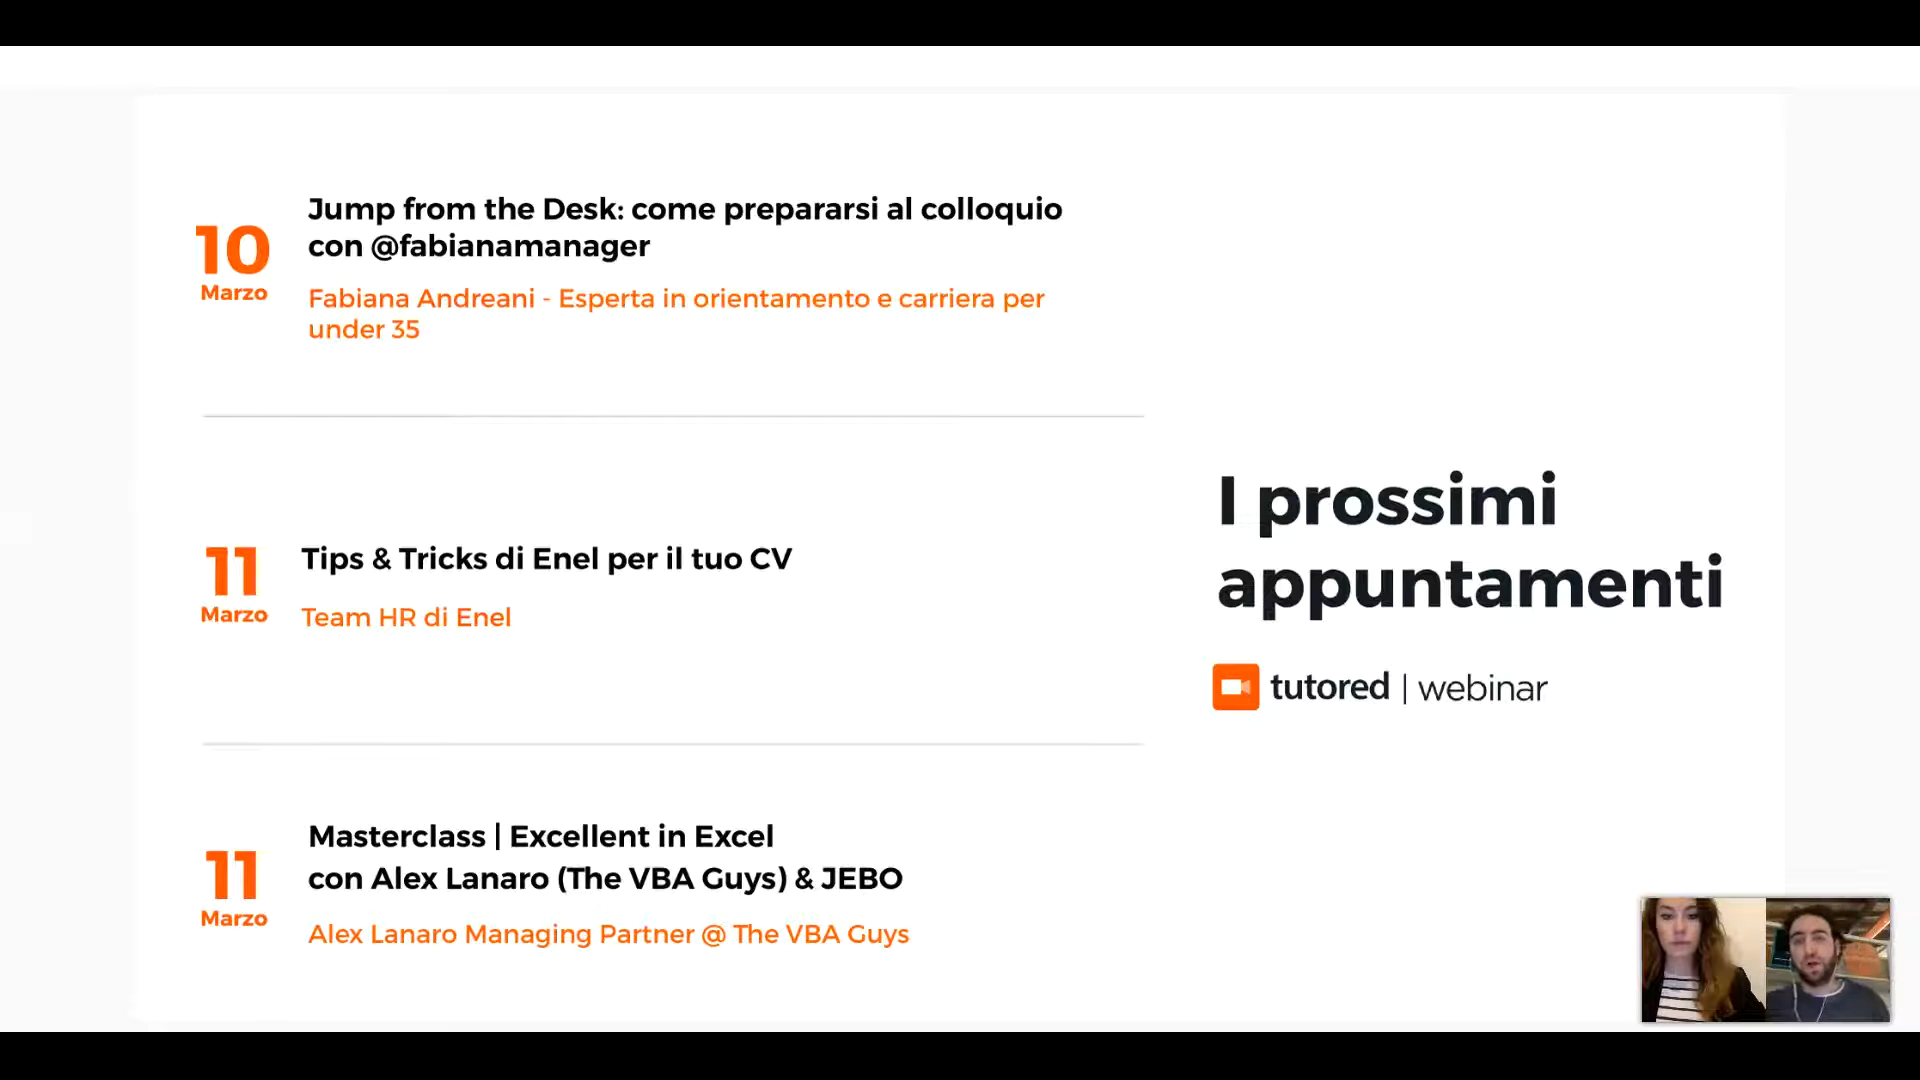 10
Marzo
Jump from the Desk: come prepararsi al colloquio
con @fabianamanager
Fabiana Andreani - Esperta in orientamento e carriera per
under 35
11
Marzo
Tips & Tricks di Enel per il tuo CV
Team HR di Enel
11
Marzo
Masterclass | Excellent in Excel
con Alex Lanaro (The VBA Guys) & JEBO
Alex Lanaro Managing Partner @ The VBA Guys
I prossimi
appuntamenti
tutored | webinar